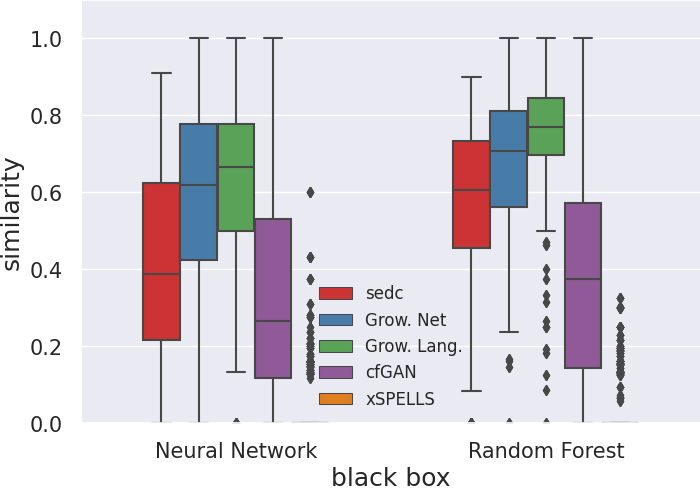 1.0
0.8
0.6
0.4
0.2
0.0
similarity
sedc
Grow. Net
Grow. Lang.
cfGAN
xSPELLS
Neural Network
Random Forest
black box